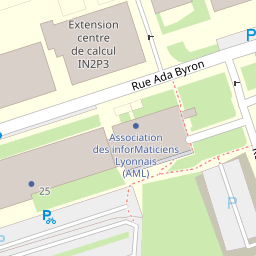 Extension
centre
de calcul
IN2P3
P
Rue Ada Byron
Association
des inforMaticiens
Lyonnais
(AML)
25
P
P